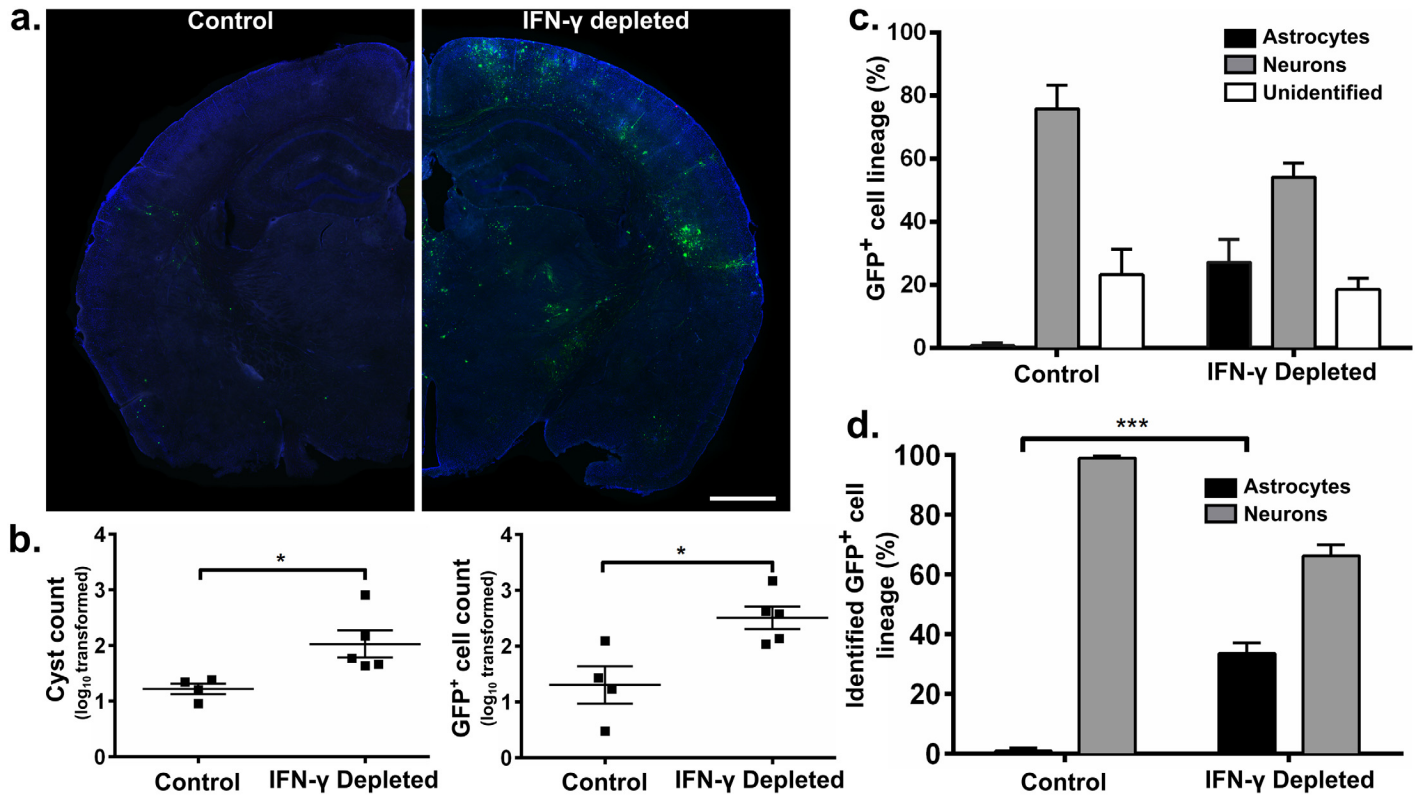 a.
Control
IFN-γ depleted
b.
Cyst count
(log10 transformed)
4
3
2
1
0
*
Control
IFN-γ Depleted
GFP+ cell count
(log10 transformed)
4
3
2
1
0
*
Control
IFN-γ Depleted
c.
GFP+ cell lineage (%)
100
80
60
40
20
0
Astrocytes
Neurons
Unidentified
Control
IFN-γ Depleted
d.
Identified GFP+ cell
lineage (%)
100
80
60
40
20
0
***
Astrocytes
Neurons
Control
IFN-γ Depleted